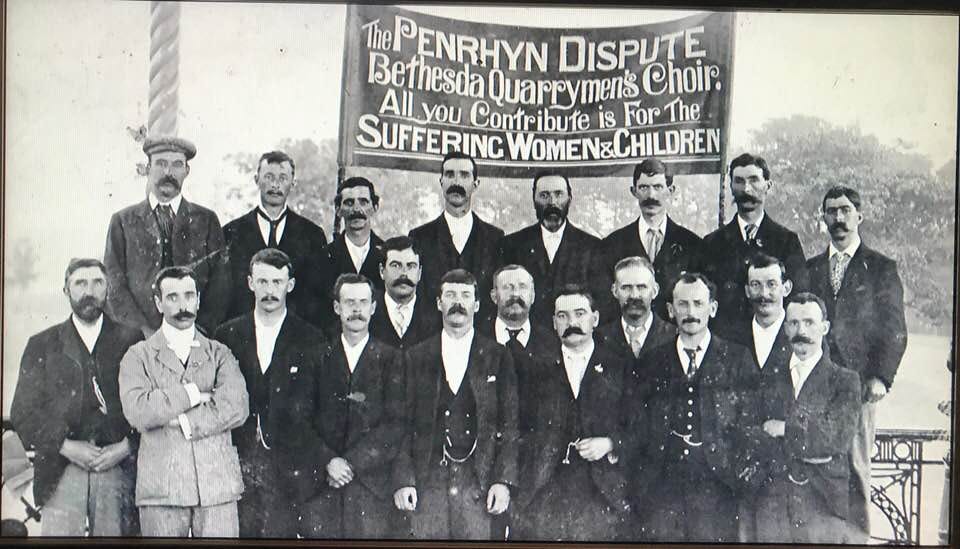 The PENRHYN DISPUTE
Bethesda Quarrymen's Choir.
All you Contribute is For The
SUFFERING WOMEN & CHILDREN